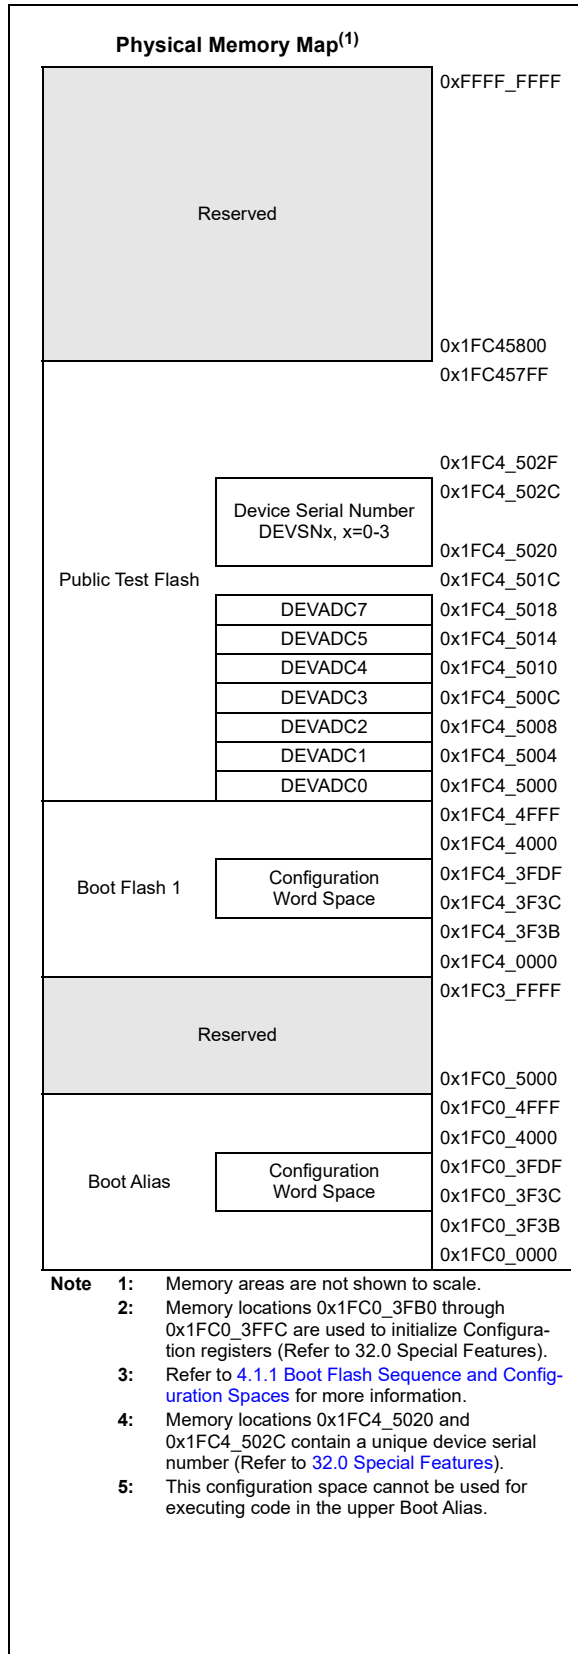 Physical Memory Map(1)
0xFFFF_FFFF
Reserved
0x1FC45800
0x1FC457FF
0x1FC4_502F
0x1FC4_502C
Device Serial Number
DEVSNx, x=0-3
0x1FC4_5020
Public Test Flash
0x1FC4_501C
DEVADC7
0x1FC4_5018
DEVADC5
0x1FC4_5014
DEVADC4
0x1FC4_5010
DEVADC3
0x1FC4_500C
DEVADC2
0x1FC4_5008
DEVADC1
0x1FC4_5004
DEVADC0
0x1FC4_5000
0x1FC4_4FFF
0x1FC4_4000
Boot Flash 1
Configuration
Word Space
0x1FC4_3FDF
0x1FC4_3F3C
0x1FC4_3F3B
0x1FC4_0000
0x1FC3_FFFF
Reserved
0x1FC0_5000
0x1FC0_4FFF
0x1FC0_4000
Boot Alias
Configuration
Word Space
0x1FC0_3FDF
0x1FC0_3F3C
0x1FC0_3F3B
0x1FC0_0000
Note 1: Memory areas are not shown to scale.
2: Memory locations 0x1FC0_3FB0 through
0x1FC0_3FFC are used to initialize Configura-
tion registers (Refer to 32.0 Special Features).
3: Refer to 4.1.1 Boot Flash Sequence and Config-
uration Spaces for more information.
4: Memory locations 0x1FC4_5020 and
0x1FC4_502C contain a unique device serial
number (Refer to 32.0 Special Features).
5: This configuration space cannot be used for
executing code in the upper Boot Alias.